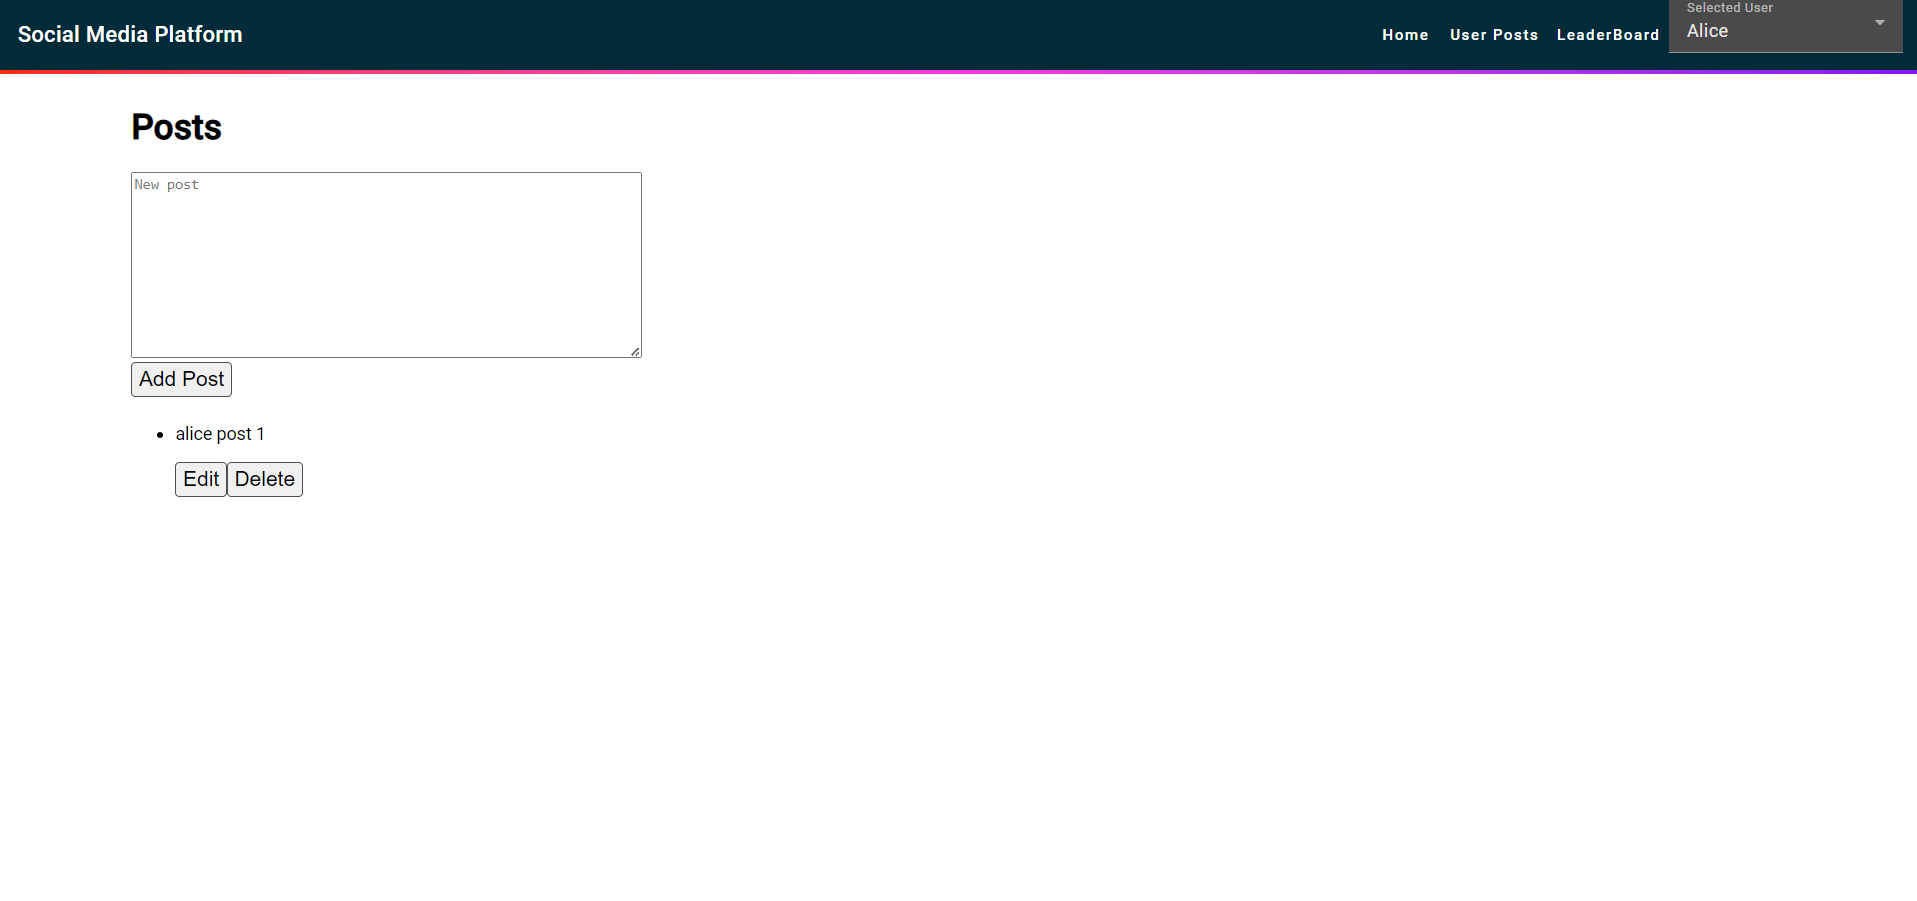 Social Media Platform
Home User Posts LeaderBoard
Selected User
Alice
Posts
New post
Add Post
alice post 1
Edit Delete